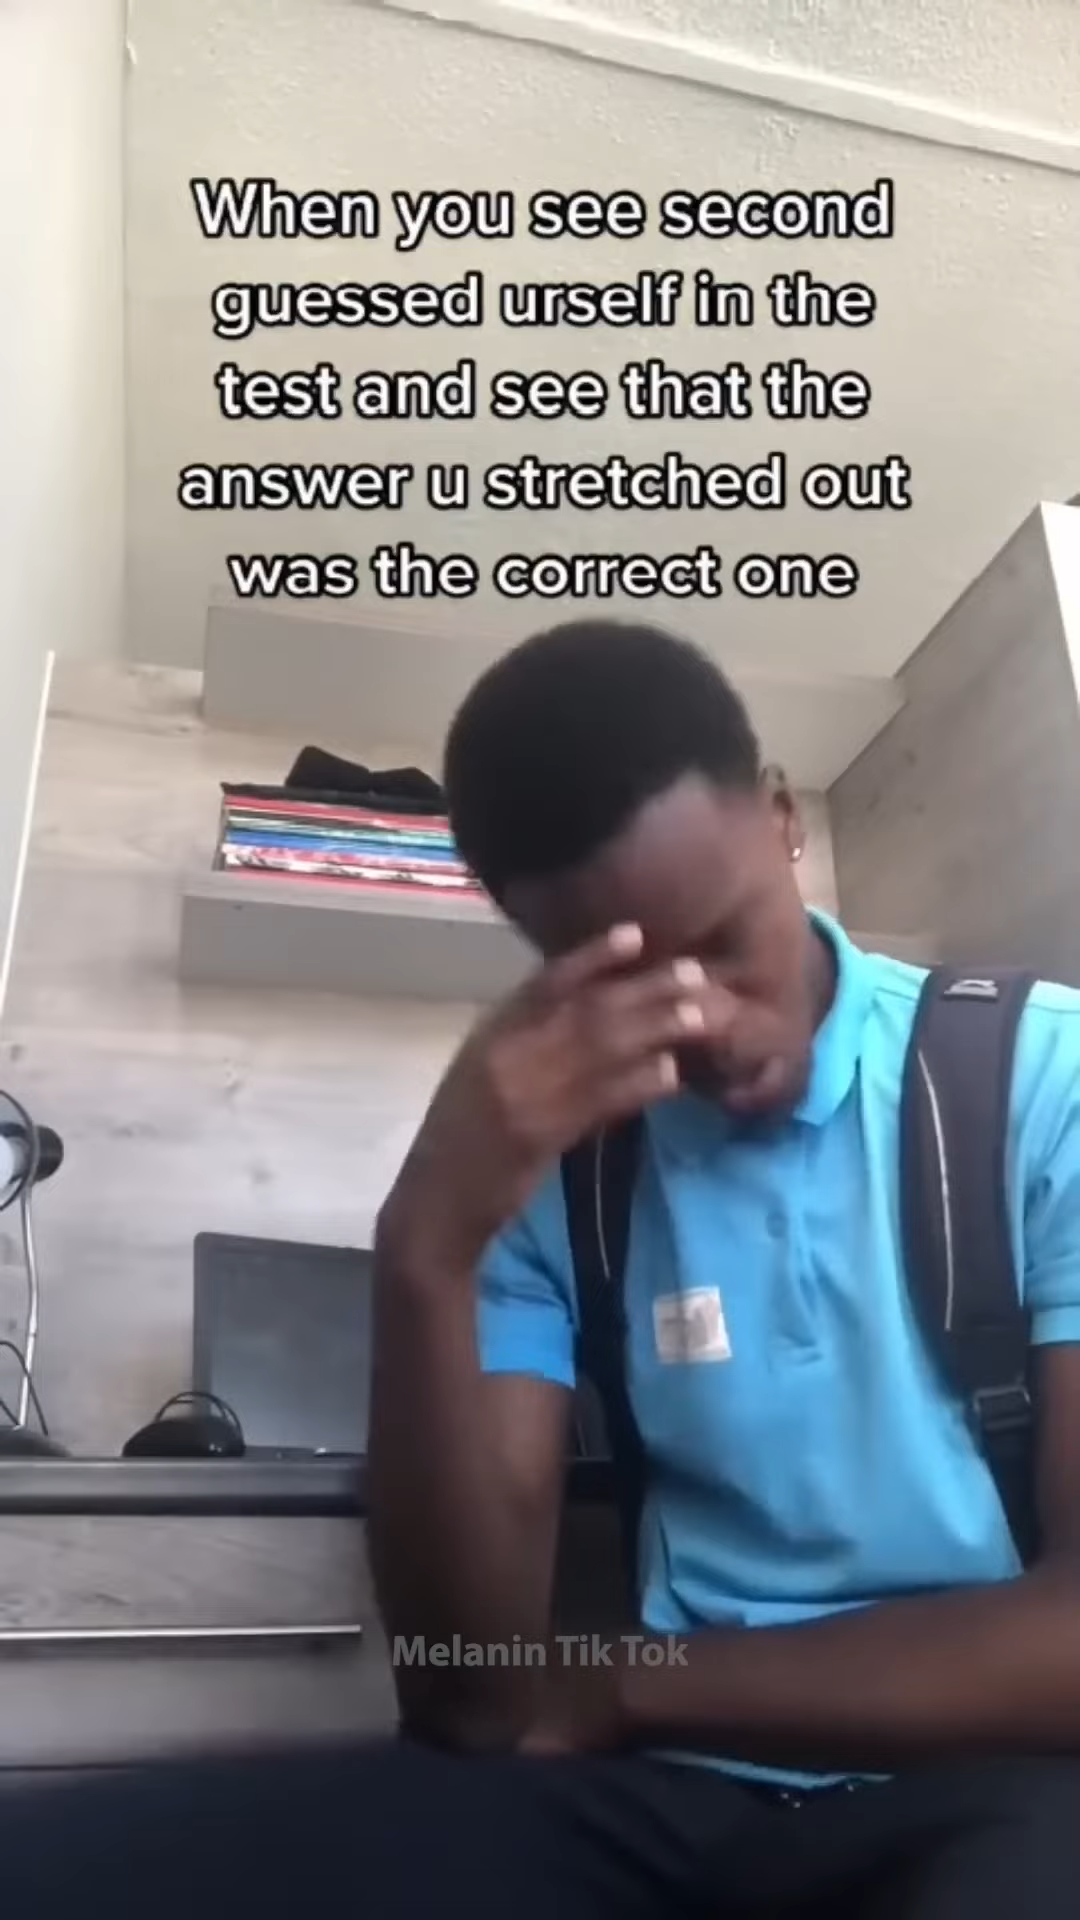 When you see second
guessed urself in the
test and see that the
answer u stretched out
was the correct one
Melanin Tik Tok